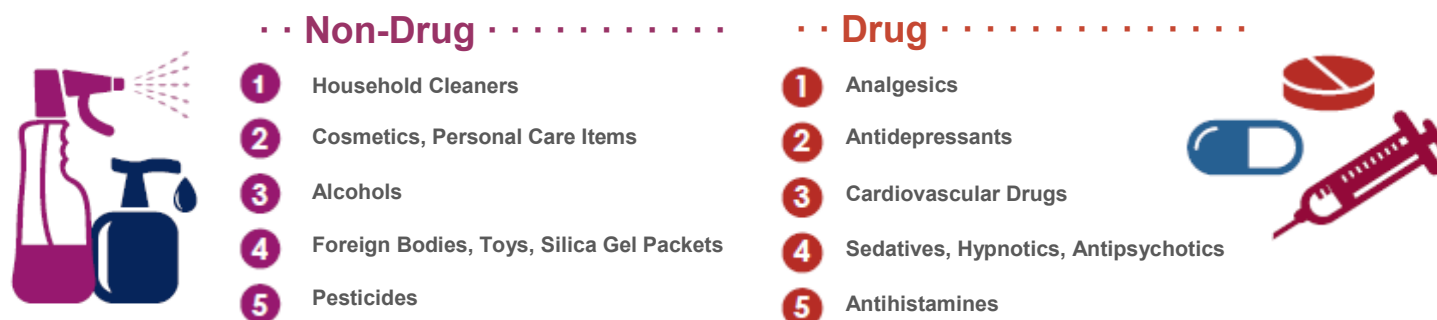 · · Non-Drug · · · · · · · · · · ·
1 Household Cleaners
2 Cosmetics, Personal Care Items
3 Alcohols
4 Foreign Bodies, Toys, Silica Gel Packets
5 Pesticides
· · Drug · · · · · · · · · · · · · ·
1 Analgesics
2 Antidepressants
3 Cardiovascular Drugs
4 Sedatives, Hypnotics, Antipsychotics
5 Antihistamines